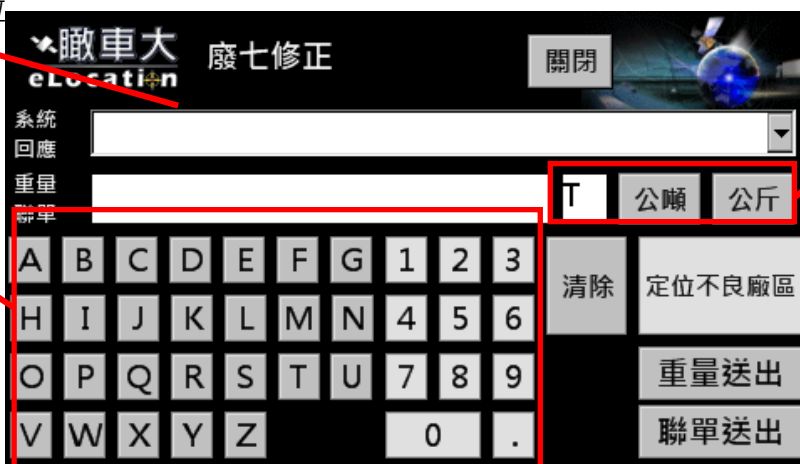 瞰車大
eLocation
廢七修正
關閉
系統
回應
重量
聯單
T
公噸
公斤
A B C D E F G 1 2 3
清除
定位不良廠區
H I J K L M N 4 5 6
O P Q R S T U 7 8 9
重量送出
V W X Y Z 0 .
聯單送出